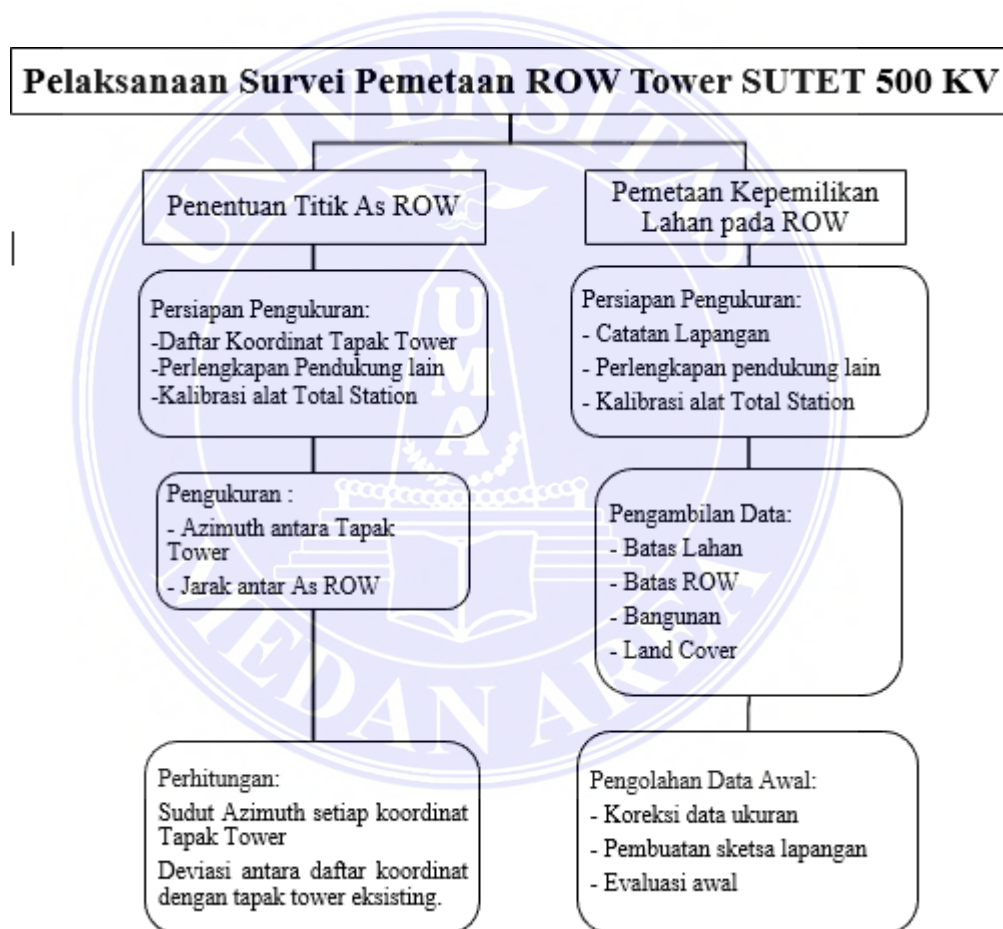 Pelaksanaan Survei Pemetaan ROW Tower SUTET 500 KV
Penentuan Titik As ROW
Persiapan Pengukuran:
-Daftar Koordinat Tapak Tower
-Perlengkapan Pendukung lain
-Kalibrasi alat Total Station
Pengukuran :
- Azimuth antara Tapak
Tower
- Jarak antar As ROW
Perhitungan:
Sudut Azimuth setiap koordinat
Tapak Tower
Deviasi antara daftar koordinat
dengan tapak tower eksisting.
Pemetaan Kepemilikan
Lahan pada ROW
Persiapan Pengukuran:
- Catatan Lapangan
- Perlengkapan pendukung lain
- Kalibrasi alat Total Station
Pengambilan Data:
- Batas Lahan
- Batas ROW
- Bangunan
- Land Cover
Pengolahan Data Awal:
- Koreksi data ukuran
- Pembuatan sketsa lapangan
- Evaluasi awal
UNIVERSITAS
MEDAN AREA
UMA